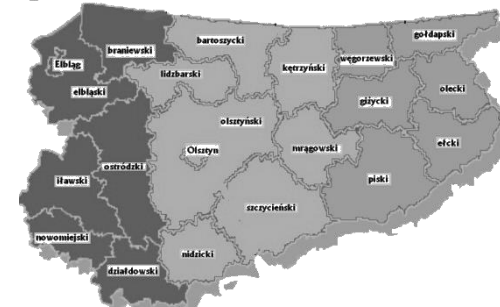 gołdapski
bartoszycki
braniewski
węgorzewski
Elbląg
kętrzyński
lidzbarski
elbląski
olecki
giżycki
olsztyński
ełcki
Olsztyn
mrągowski
ostródzki
piski
iławski
szczycieński
nowomiejski
nidzicki
działdowski